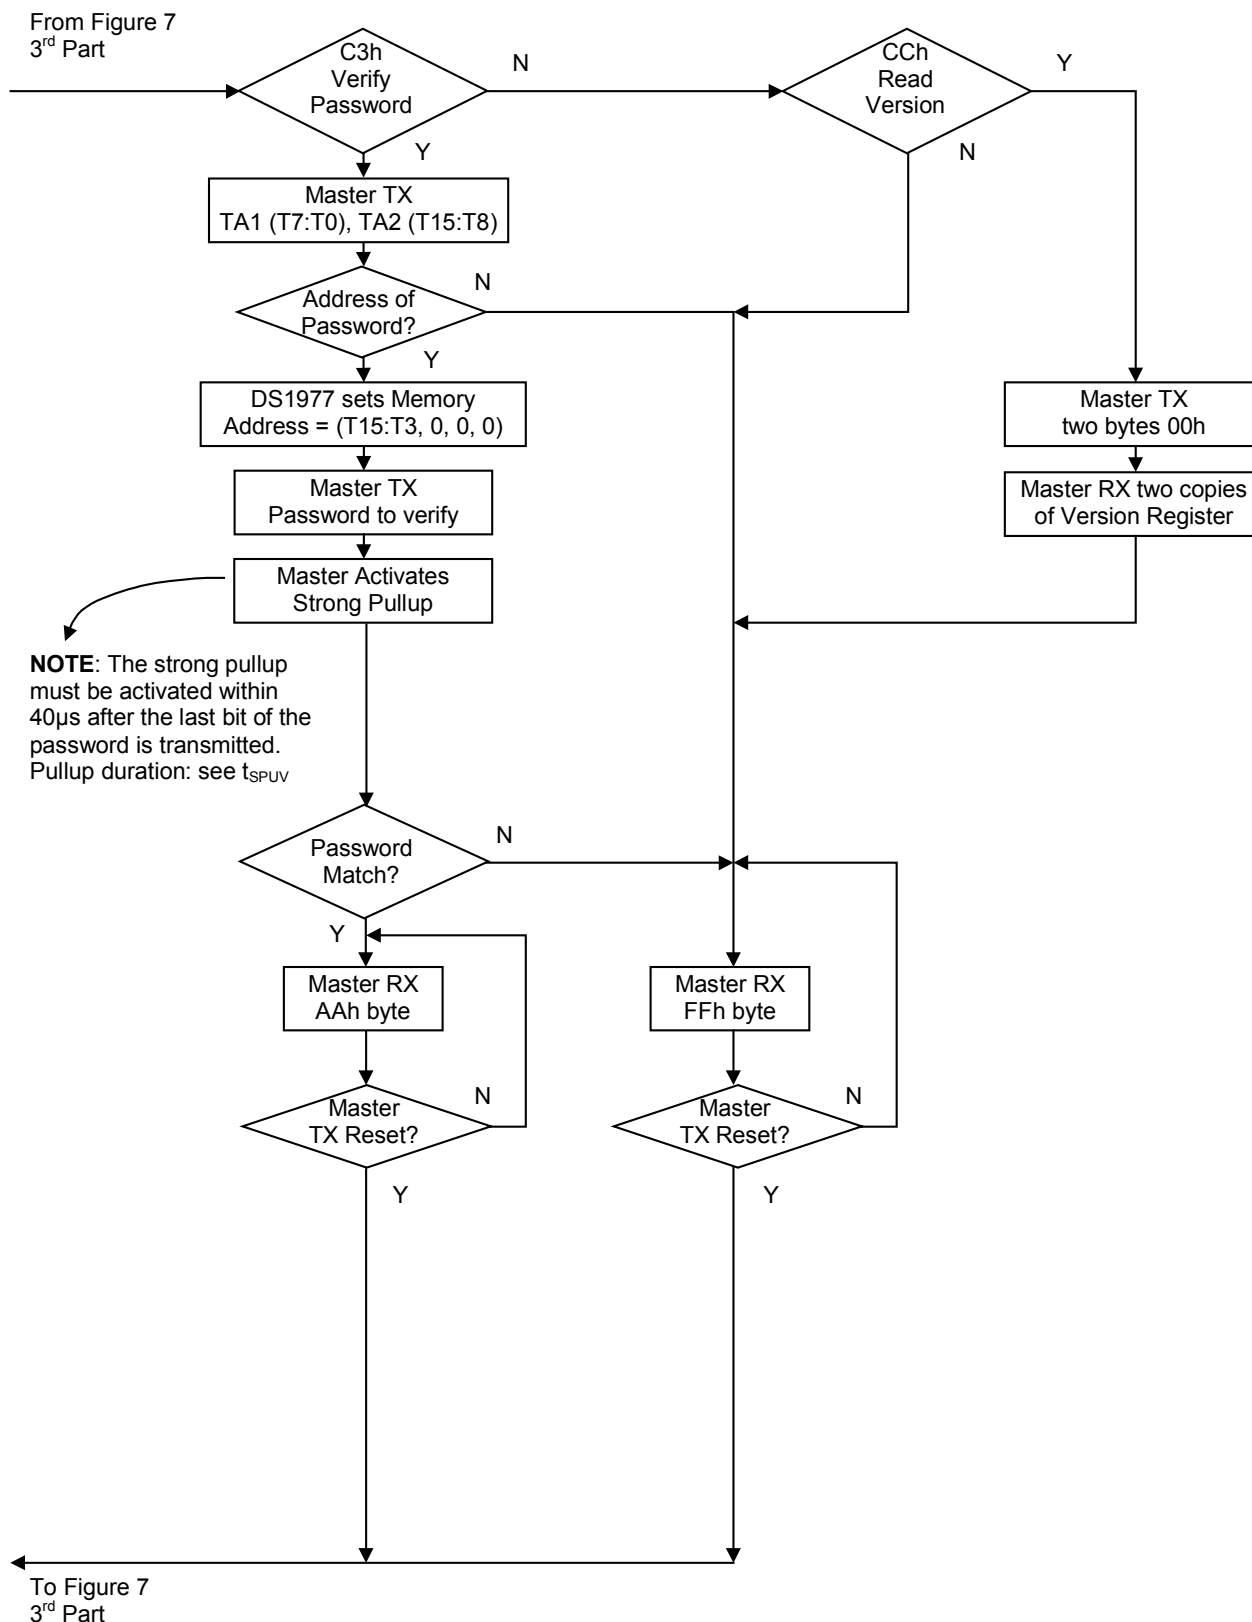 From Figure 7
3rd Part
C3h
Verify
Password
N
CCh
Read
Version
Y
Y
N
Master TX
TA1 (T7:T0), TA2 (T15:T8)
Address of
Password?
N
Y
DS1977 sets Memory
Address = (T15:T3, 0, 0, 0)
Master TX
two bytes 00h
Master TX
Password to verify
Master RX two copies
of Version Register
Master Activates
Strong Pullup
NOTE: The strong pullup
must be activated within
40µs after the last bit of the
password is transmitted.
Pullup duration: see tSPUV
Password
Match?
N
Y
Master RX
AAh byte
Master RX
FFh byte
Master
TX Reset?
N
Master
TX Reset?
N
Y
Y
To Figure 7
3rd Part